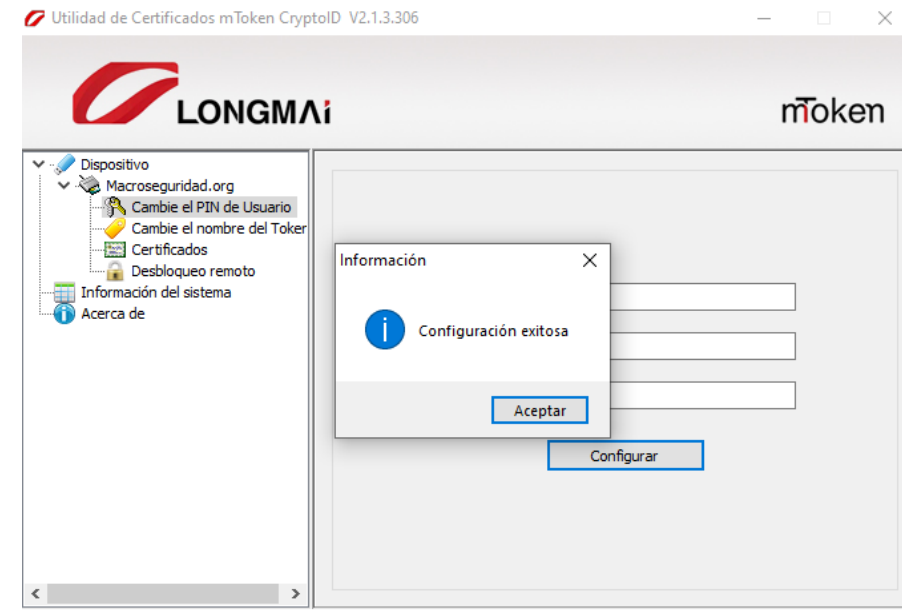 Utilidad de Certificados mToken CryptoID V2.1.3.306
LONGMAi
mToken
Dispositivo
Macroseguridad.org
Cambie el PIN de Usuario
Cambie el nombre del Toker
Certificados
Desbloqueo remoto
Información del sistema
Acerca de
Información
Configuración exitosa
Aceptar
Configurar